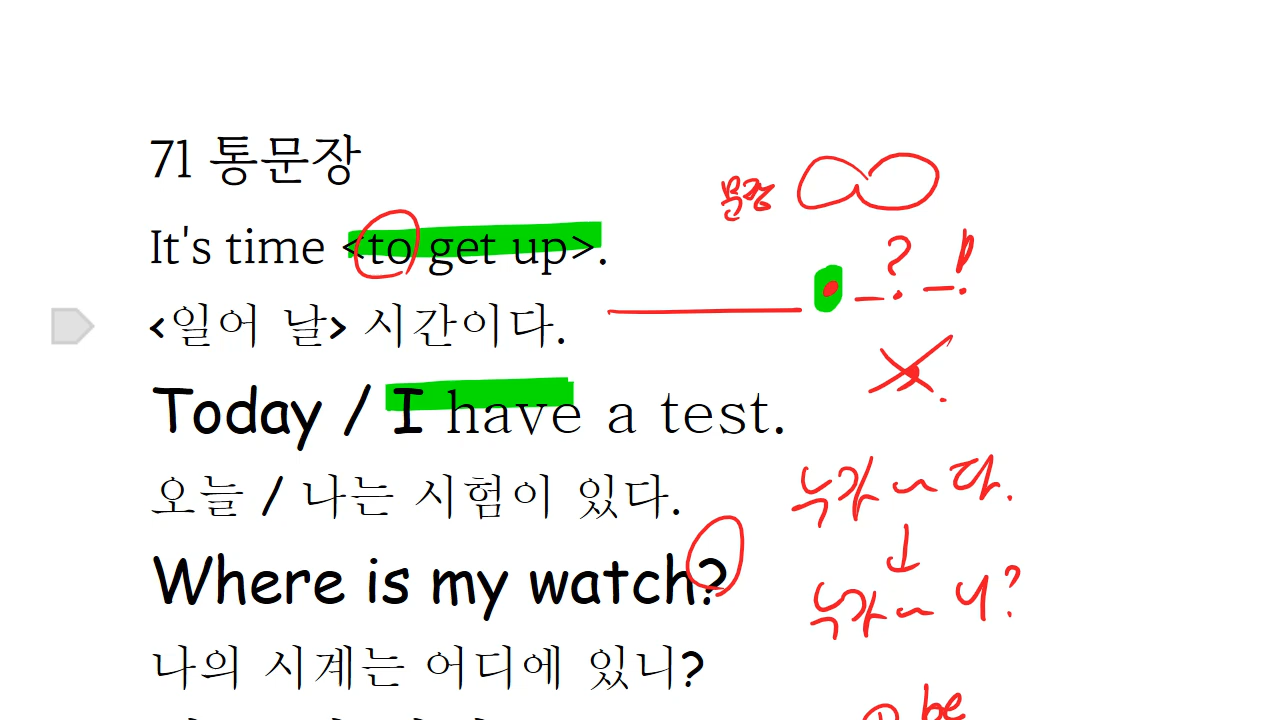 71 통문장
문장
It's time <to get up>.
? !
<일어 날> 시간이다.
Today / I have a test.
누가~다.
오늘 / 나는 시험이 있다.
Where is my watch?
누가~니?
나의 시계는 어디에 있니?
① be